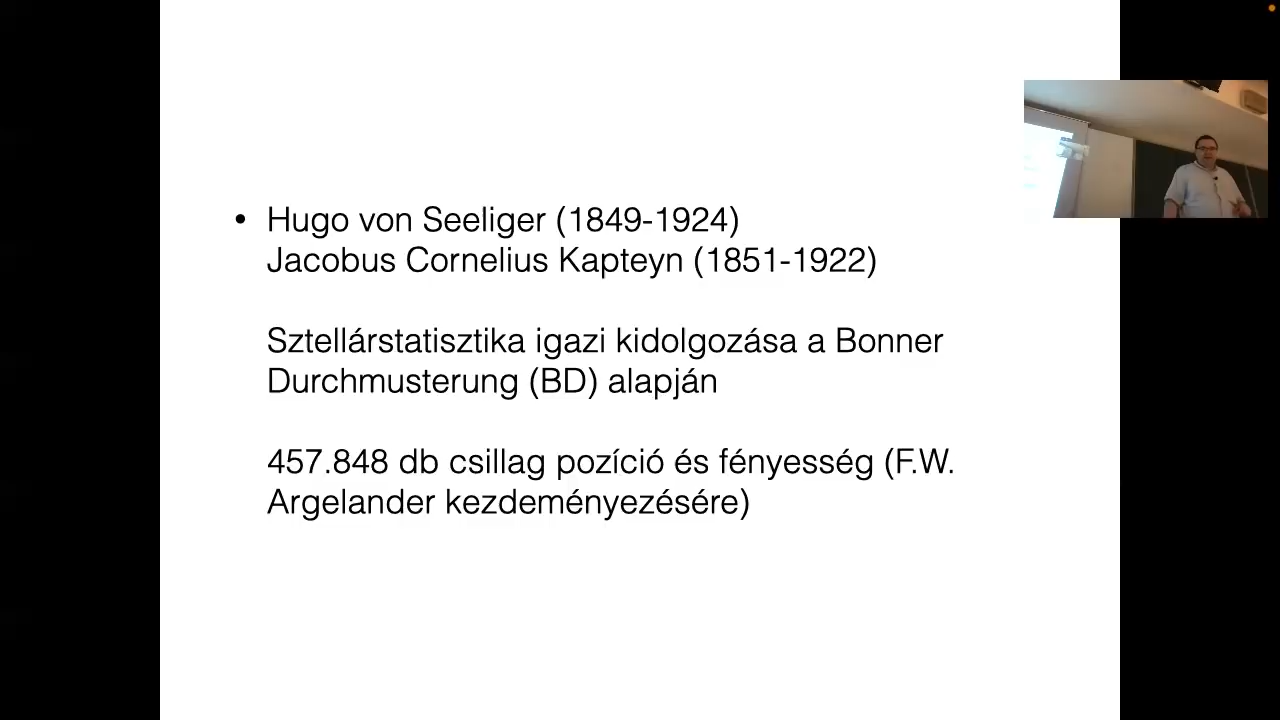 • Hugo von Seeliger (1849-1924)
Jacobus Cornelius Kapteyn (1851-1922)
Sztellárstatisztika igazi kidolgozása a Bonner
Durchmusterung (BD) alapján
457.848 db csillag pozíció és fényesség (F.W.
Argelander kezdeményezésére)